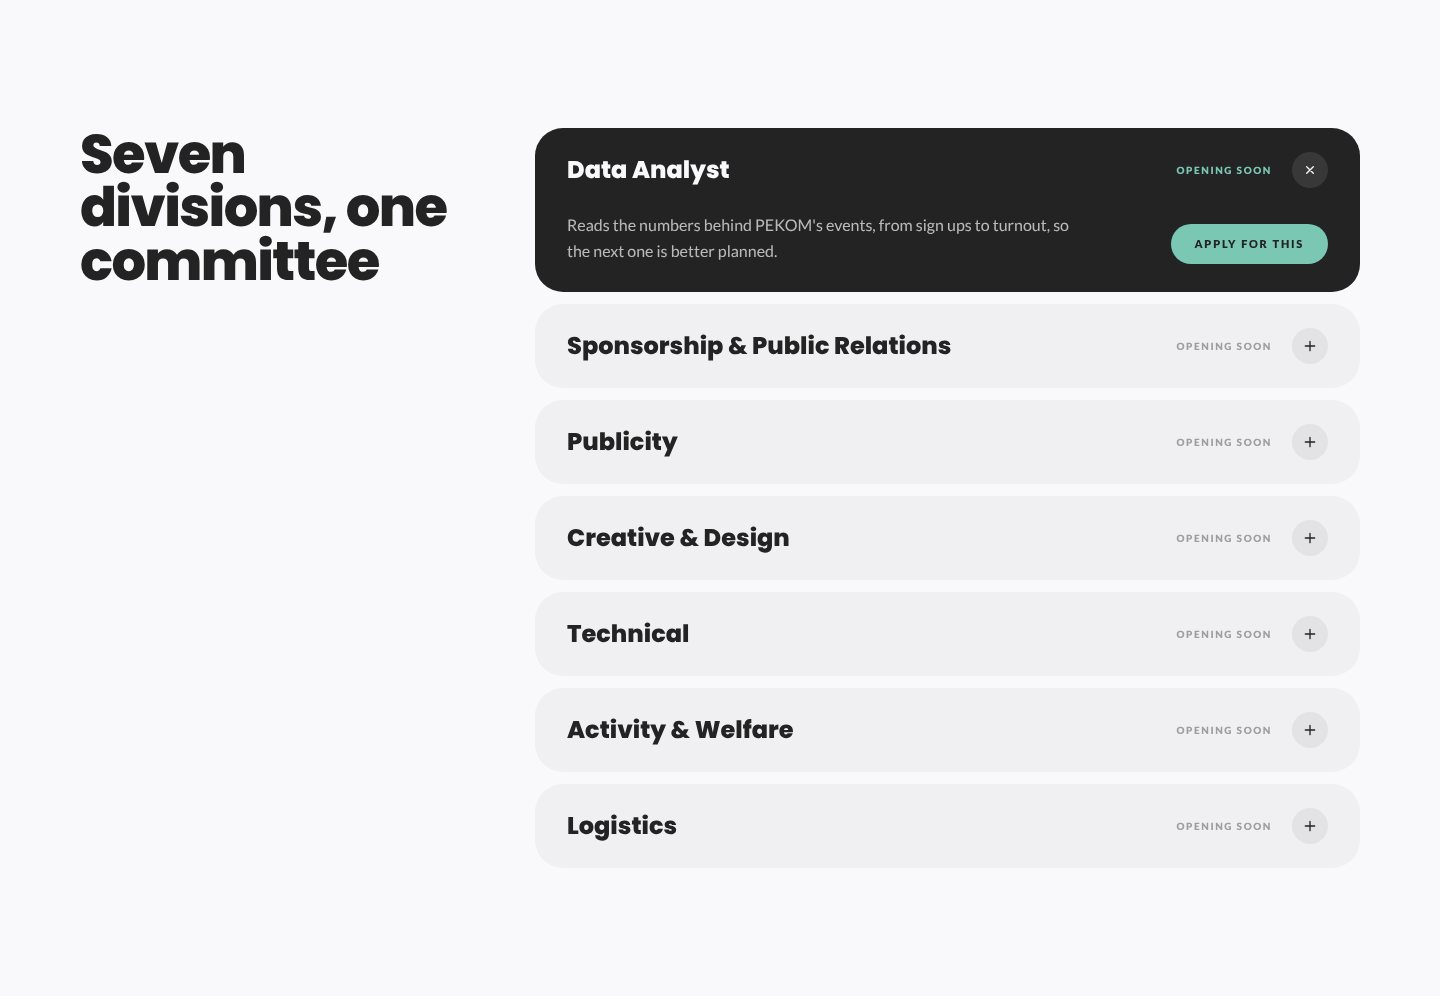 Seven
divisions, one
committee
Data Analyst
OPENING SOON
Reads the numbers behind PEKOM's events, from sign ups to turnout, so
the next one is better planned.
APPLY FOR THIS
Sponsorship & Public Relations
OPENING SOON
Publicity
OPENING SOON
Creative & Design
OPENING SOON
Technical
OPENING SOON
Activity & Welfare
OPENING SOON
Logistics
OPENING SOON